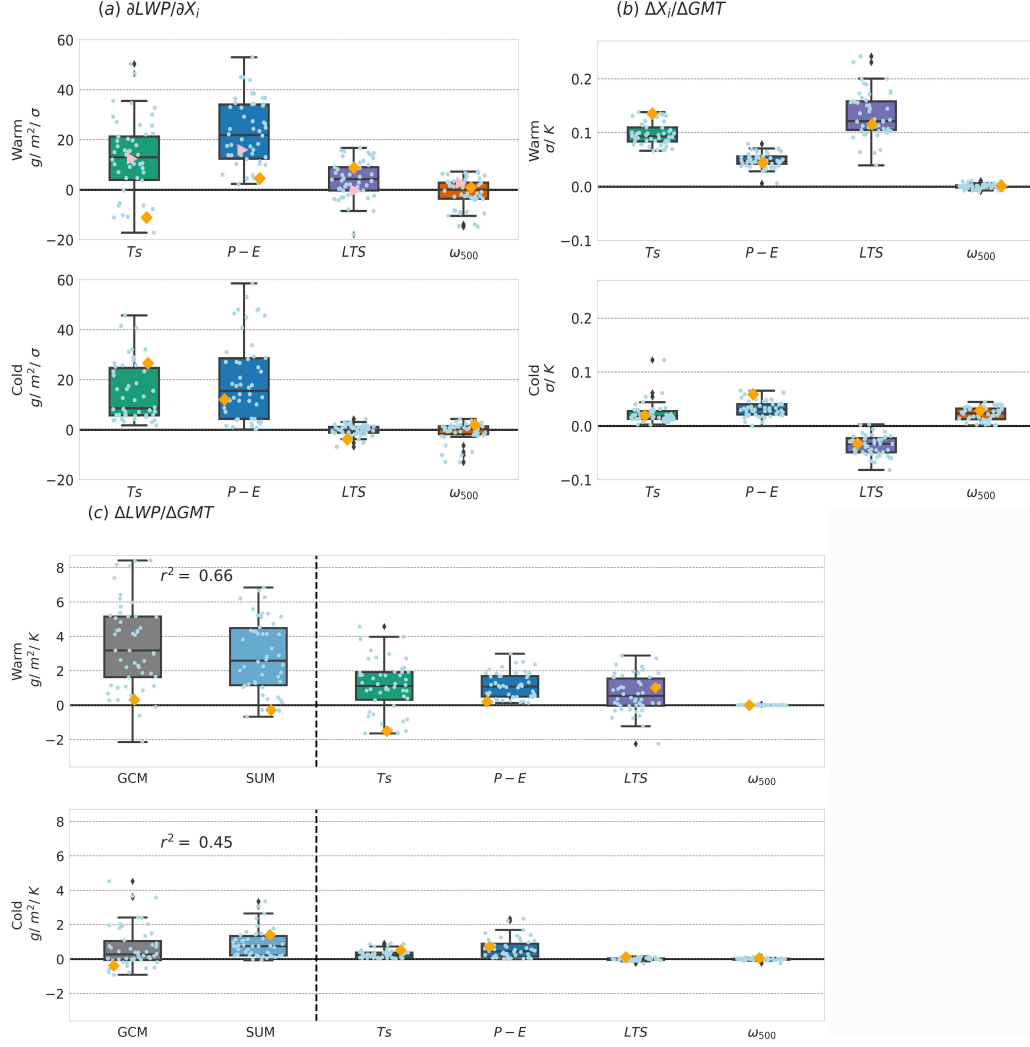 (a) ∂LWP/∂Xᵢ
(b) ΔXᵢ/ΔGMT
60
40
20
0
−20
Warm
g/ m²/ σ
Ts P − E LTS ω₅₀₀
0.2
0.1
0.0
−0.1
Warm
σ/ K
Ts P − E LTS ω₅₀₀
60
40
20
0
−20
Cold
g/ m²/ σ
Ts P − E LTS ω₅₀₀
0.2
0.1
0.0
−0.1
Cold
σ/ K
Ts P − E LTS ω₅₀₀
(c) ΔLWP/ΔGMT
8
6
4
2
0
−2
Warm
g/ m²/ K
r² = 0.66
GCM SUM Ts P − E LTS ω₅₀₀
8
6
4
2
0
−2
Cold
g/ m²/ K
r² = 0.45
GCM SUM Ts P − E LTS ω₅₀₀